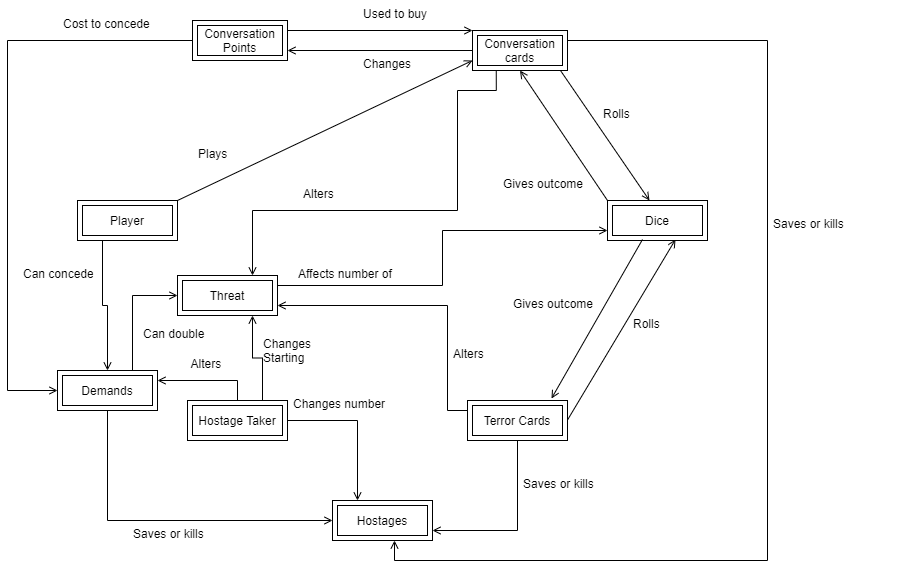 Used to buy
Cost to concede
Conversation
Points
Conversation
cards
Changes
Rolls
Plays
Gives outcome
Alters
Player
Dice
Saves or kills
Can concede
Affects number of
Threat
Gives outcome
Rolls
Can double
Changes
Starting
Alters
Alters
Demands
Changes number
Hostage Taker
Terror Cards
Saves or kills
Hostages
Saves or kills